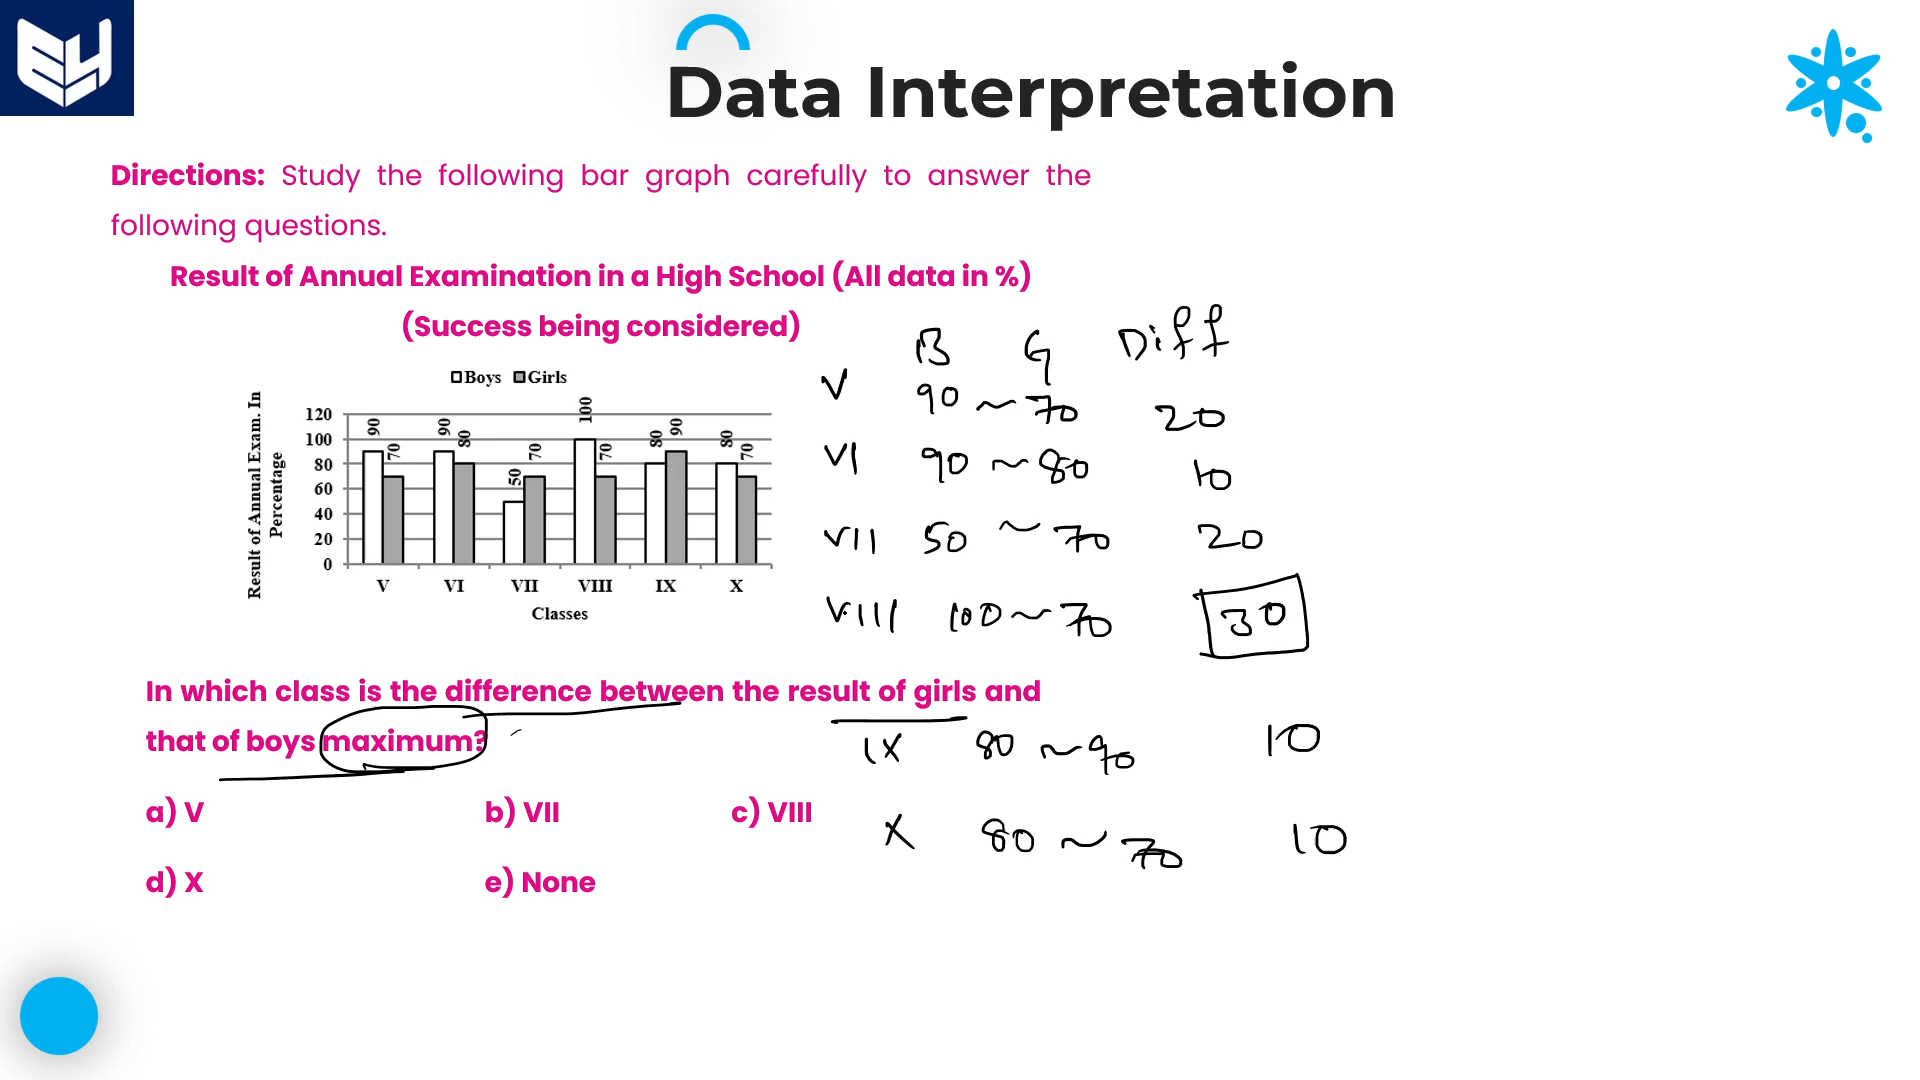 EY
Data Interpretation
Directions: Study the following bar graph carefully to answer the
following questions.
Result of Annual Examination in a High School (All data in %)
(Success being considered)
Boys Girls
Result of Annual Exam. In
Percentage
120
100
80
60
40
20
0
90 70 90 80 50 70 100 70 80 90 80 70
V VI VII VIII IX X
Classes
B G Diff
V 90 ~ 70 20
VI 90 ~ 80 10
VII 50 ~ 70 20
VIII 100 ~ 70 30
In which class is the difference between the result of girls and
that of boys maximum?
IX 80 ~ 90 10
a) V b) VII c) VIII
X 80 ~ 70 10
d) X e) None